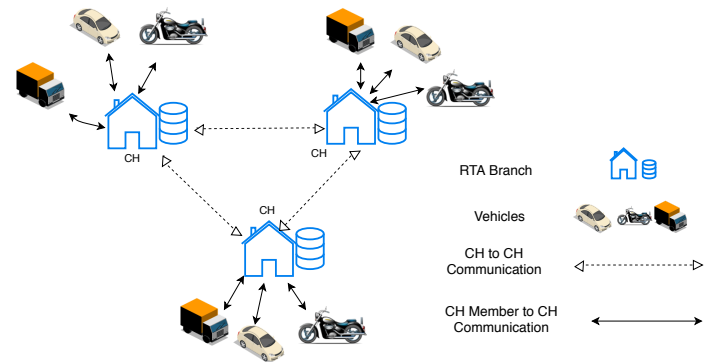 CH
CH
CH
RTA Branch
Vehicles
CH to CH
Communication
CH Member to CH
Communication